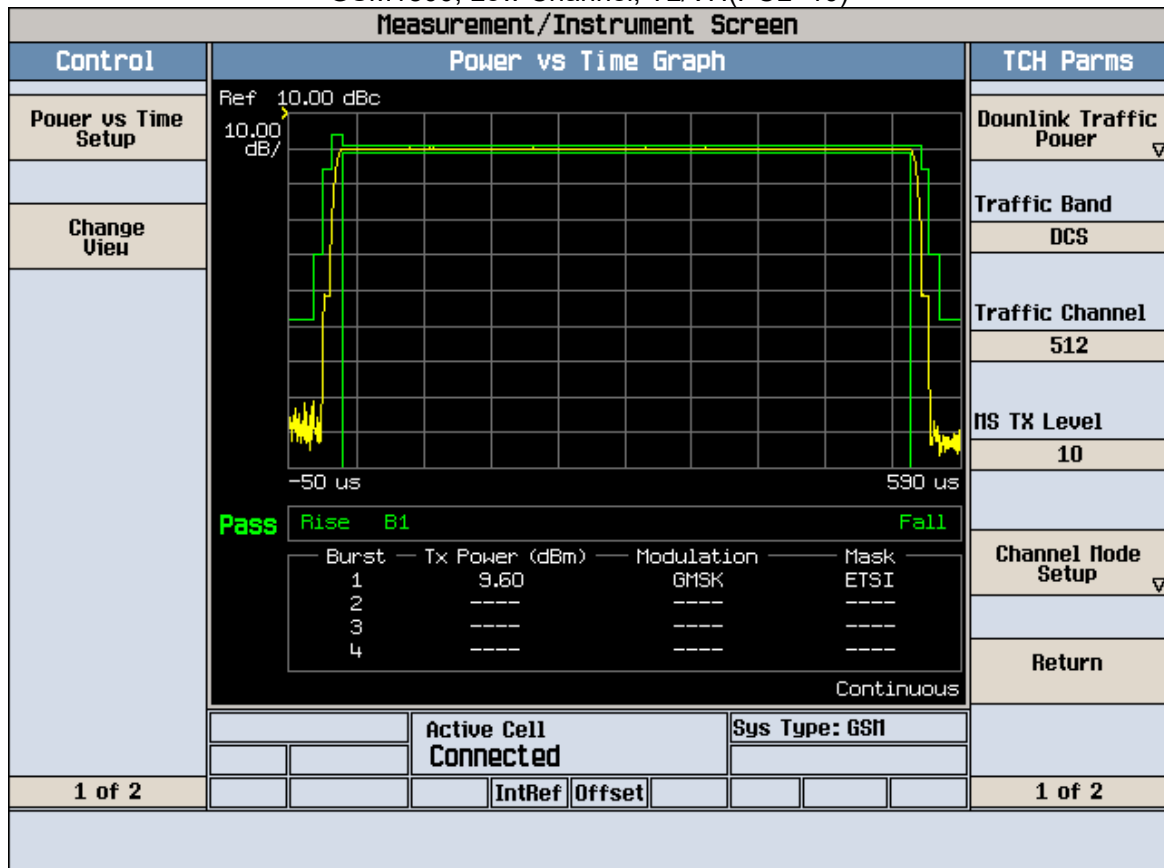 Measurement/Instrument Screen
Control
Power vs Time Graph
TCH Parms
Power vs Time
Setup
Change
View
1 of 2
Ref 10.00 dBc
10.00
dB/
-50 us
590 us
Pass
Rise B1
Fall
Burst Tx Power (dBm) Modulation Mask
1 9.60 GMSK ETSI
2 ---- ---- ----
3 ---- ---- ----
4 ---- ---- ----
Continuous
Active Cell
Connected
Sys Type: GSM
IntRef Offset
Downlink Traffic
Power
Traffic Band
DCS
Traffic Channel
512
MS TX Level
10
Channel Mode
Setup
Return
1 of 2